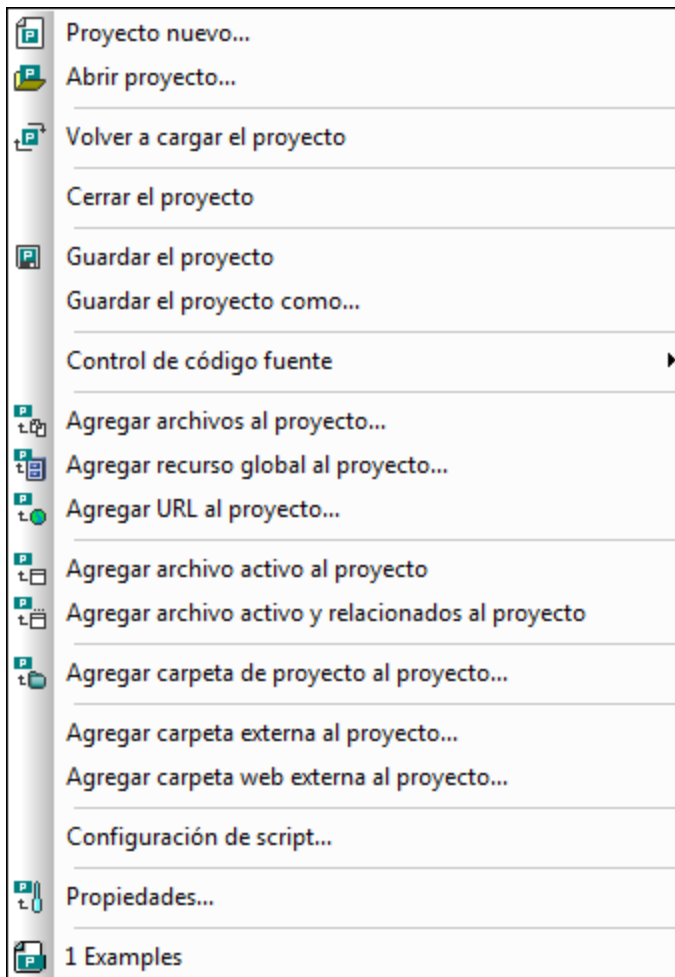 Proyecto nuevo...
Abrir proyecto...
Volver a cargar el proyecto
Cerrar el proyecto
Guardar el proyecto
Guardar el proyecto como...
Control de código fuente
Agregar archivos al proyecto...
Agregar recurso global al proyecto...
Agregar URL al proyecto...
Agregar archivo activo al proyecto
Agregar archivo activo y relacionados al proyecto
Agregar carpeta de proyecto al proyecto...
Agregar carpeta externa al proyecto...
Agregar carpeta web externa al proyecto...
Configuración de script...
Propiedades...
1 Examples